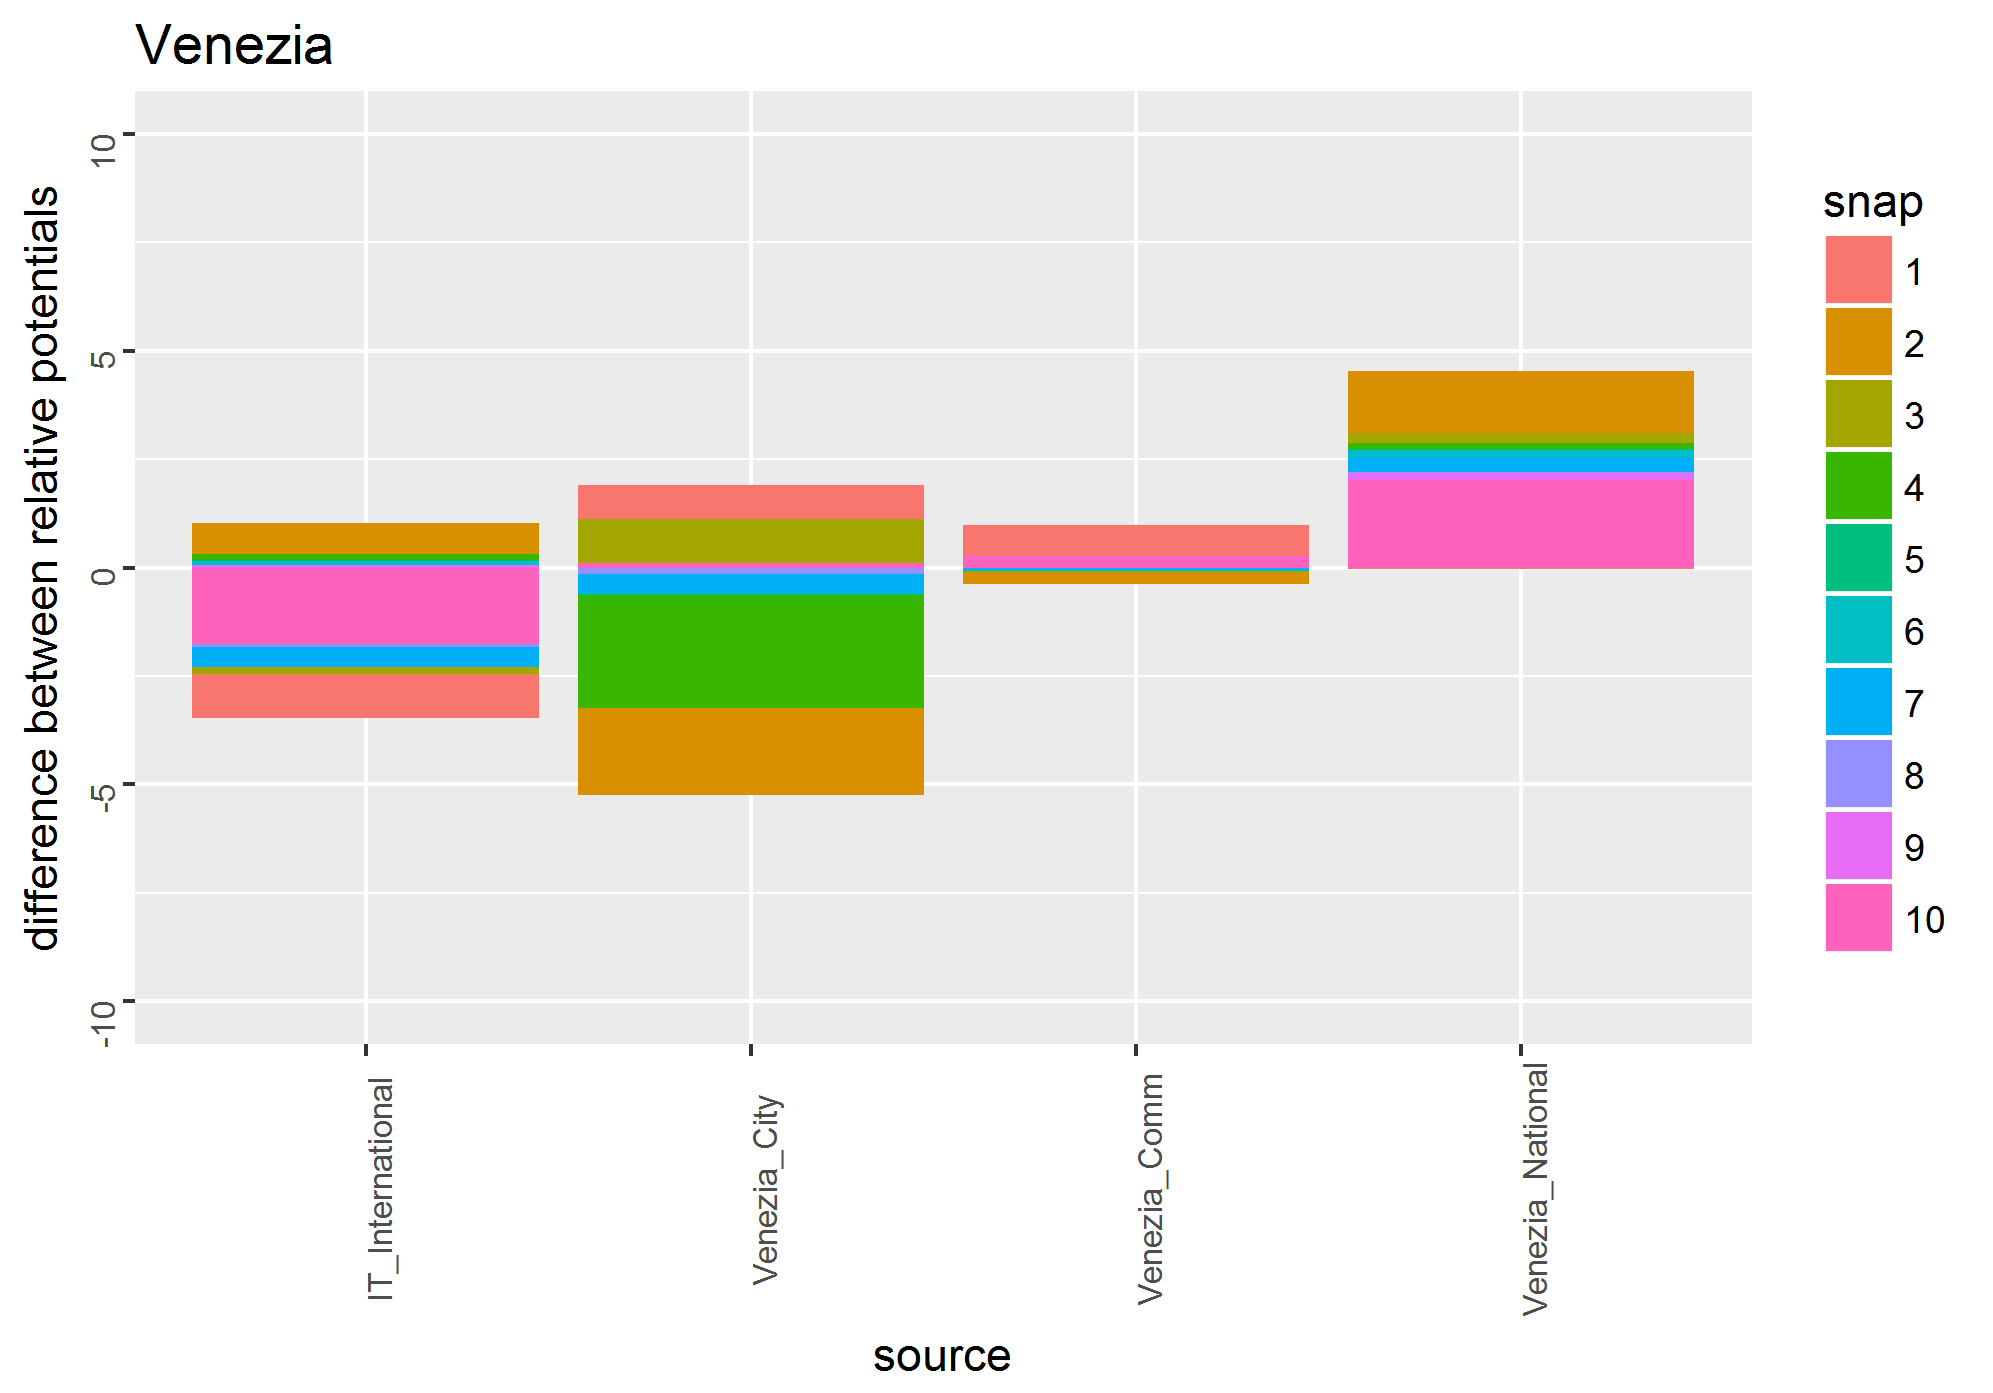 Venezia
difference between relative potentials
10
5
0
-5
-10
IT_International
Venezia_City
Venezia_Comm
Venezia_National
source
snap
1
2
3
4
5
6
7
8
9
10